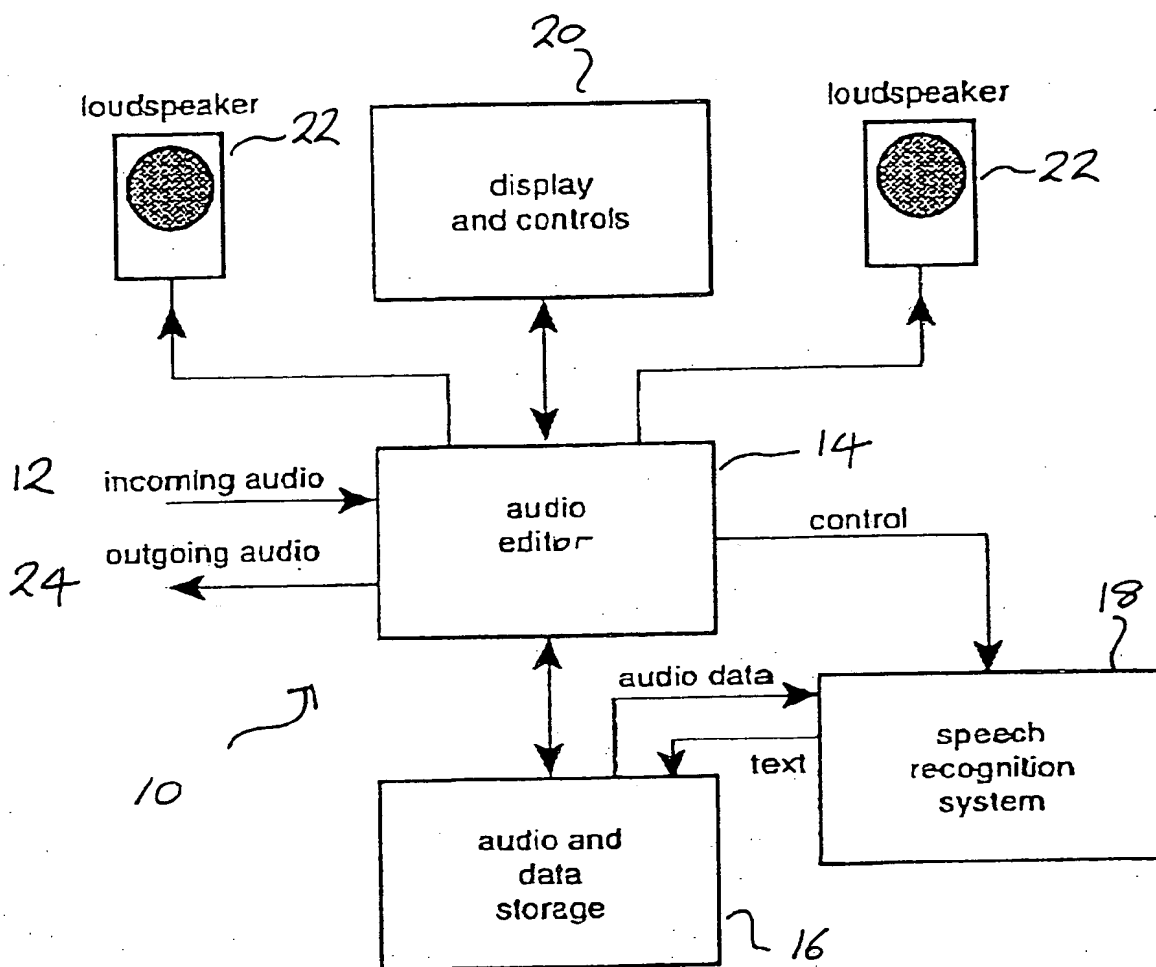 20
loudspeaker
22
loudspeaker
22
display
and controls
14
12
incoming audio
audio
editor
control
outgoing audio
24
18
audio data
speech
recognition
system
text
10
audio and
data
storage
16